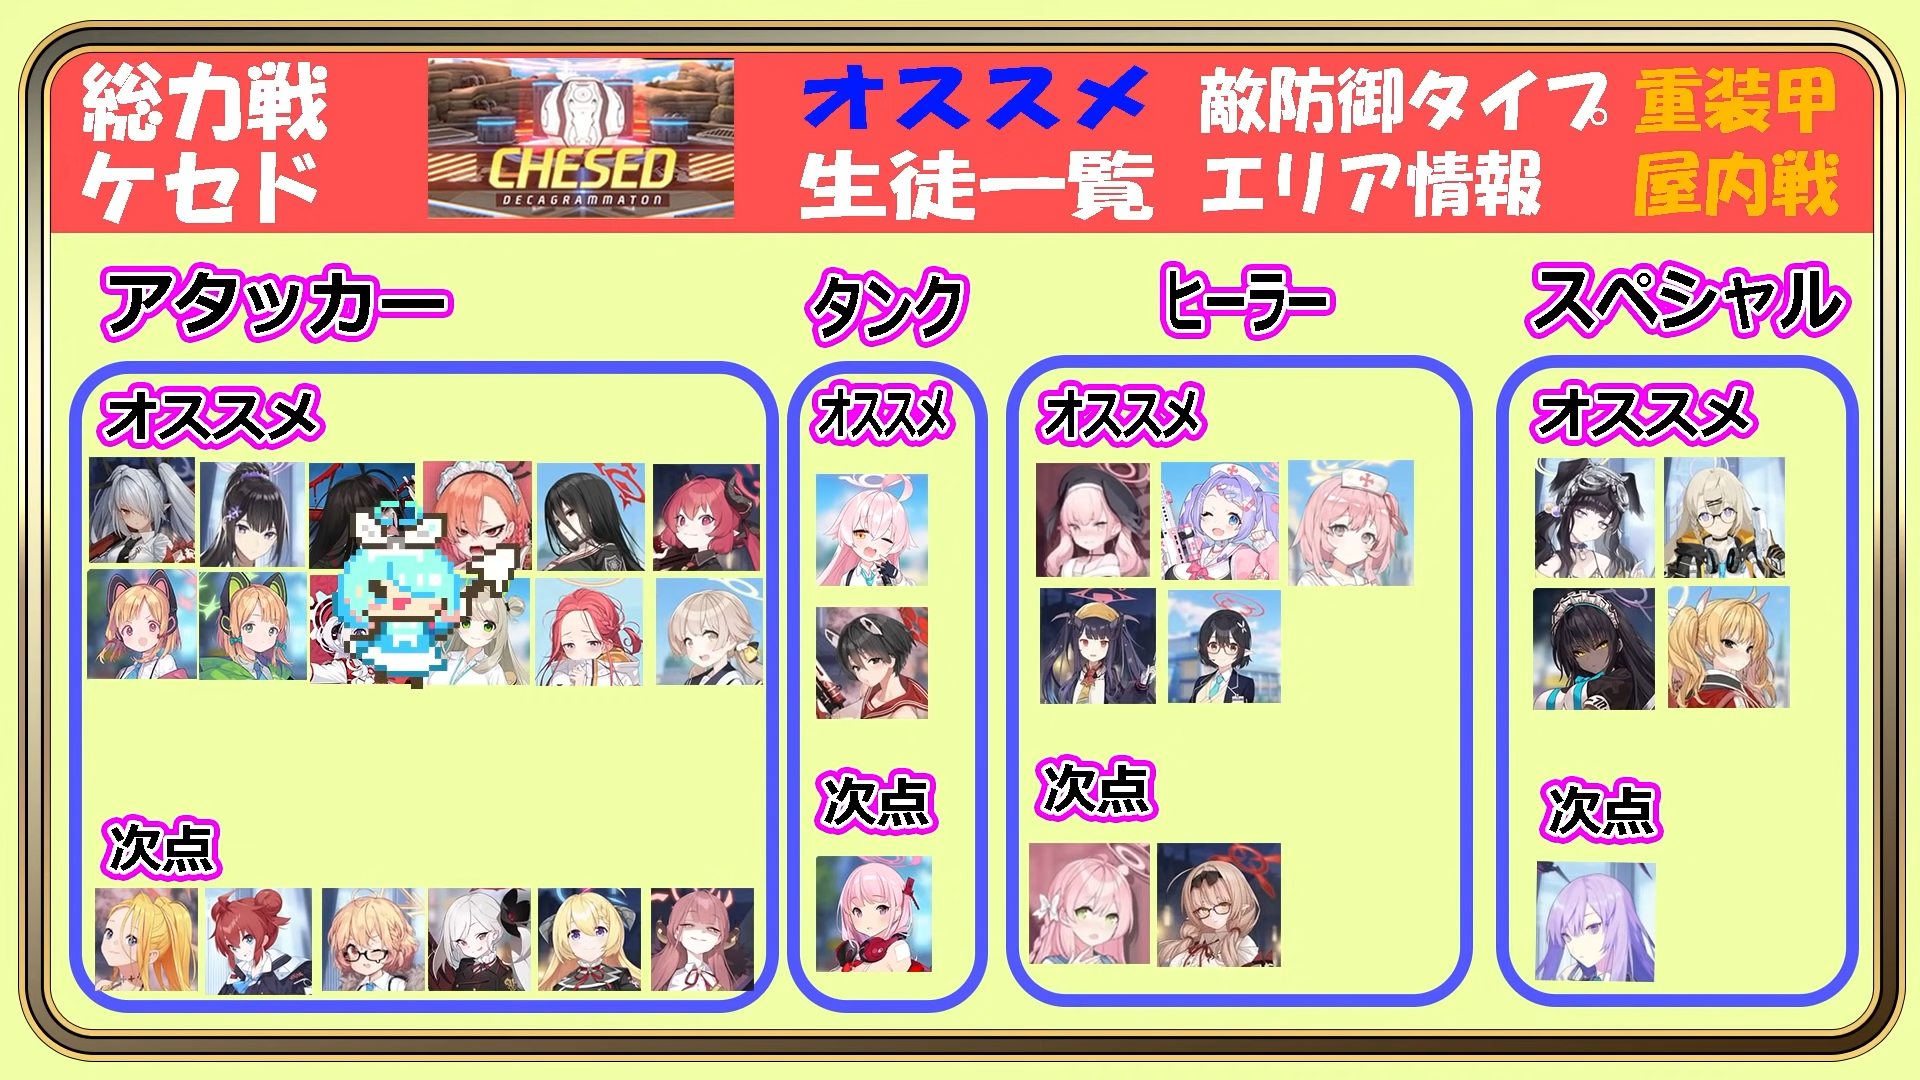 総力戦
ケセド
CHESED
DECAGRAMMATON
オススメ
生徒一覧
敵防御タイプ 重装甲
エリア情報 屋内戦
アタッカー
オススメ
次点
タンク
オススメ
次点
ヒーラー
オススメ
次点
スペシャル
オススメ
次点